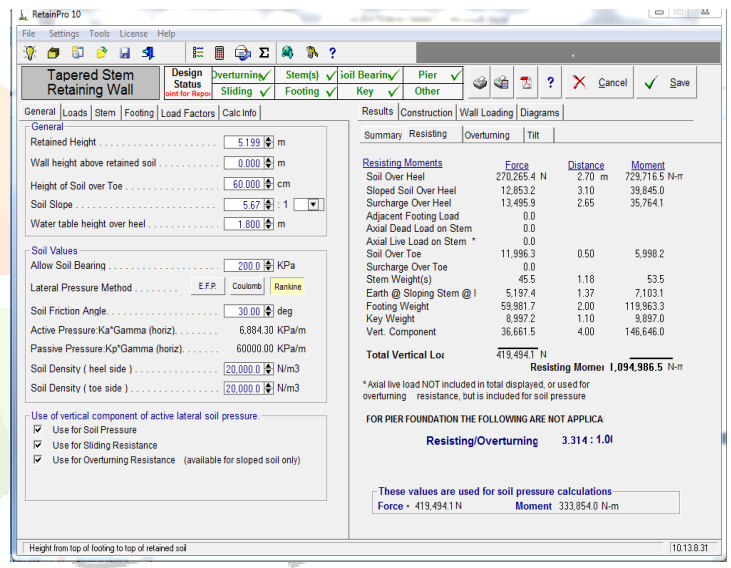 RetainPro 10
File Settings Tools License Help
Σ ?
Tapered Stem
Retaining Wall
Design
Status
oint for Repor
Overturning Stem(s) Soil Bearin Pier
Sliding Footing Key Other
? Cancel Save
General Loads Stem Footing Load Factors Calc Info
General
Retained Height 5.199 m
Wall height above retained soil 0.000 m
Height of Soil over Toe 60.000 cm
Soil Slope 5.67 : 1
Water table height over heel 1.800 m
Soil Values
Allow Soil Bearing 200.0 KPa
Lateral Pressure Method E.F.P. Coulomb Rankine
Soil Friction Angle 30.00 deg
Active Pressure:Ka*Gamma (horiz) 6,884.30 KPa/m
Passive Pressure:Kp*Gamma (horiz) 60000.00 KPa/m
Soil Density ( heel side ) 20,000.0 N/m3
Soil Density ( toe side ) 20,000.0 N/m3
Use of vertical component of active lateral soil pressure.
Use for Soil Pressure
Use for Sliding Resistance
Use for Overturning Resistance (available for sloped soil only)
Results Construction Wall Loading Diagrams
Summary Resisting Overturning Tilt
Resisting Moments Force Distance Moment
Soil Over Heel 270,265.4 N 2.70 m 729,716.5 N-m
Sloped Soil Over Heel 12,853.2 3.10 39,845.0
Surcharge Over Heel 13,495.9 2.65 35,764.1
Adjacent Footing Load 0.0
Axial Dead Load on Stem 0.0
Axial Live Load on Stem * 0.0
Soil Over Toe 11,996.3 0.50 5,998.2
Surcharge Over Toe 0.0
Stem Weight(s) 45.5 1.18 53.5
Earth @ Sloping Stem @ l 5,197.4 1.37 7,103.1
Footing Weight 59,981.7 2.00 119,963.3
Key Weight 8,997.2 1.10 9,897.0
Vert. Component 36,661.5 4.00 146,646.0
Total Vertical Loa 419,494.1 N
Resisting Momen 1,094,986.5 N-m
* Axial live load NOT included in total displayed, or used for
overturning resistance, but is included for soil pressure
FOR PIER FOUNDATION THE FOLLOWING ARE NOT APPLICA
Resisting/Overturning 3.314 : 1.00
These values are used for soil pressure calculations
Force = 419,494.1 N Moment 333,854.0 N-m
Height from top of footing to top of retained soil
10.13.8.31